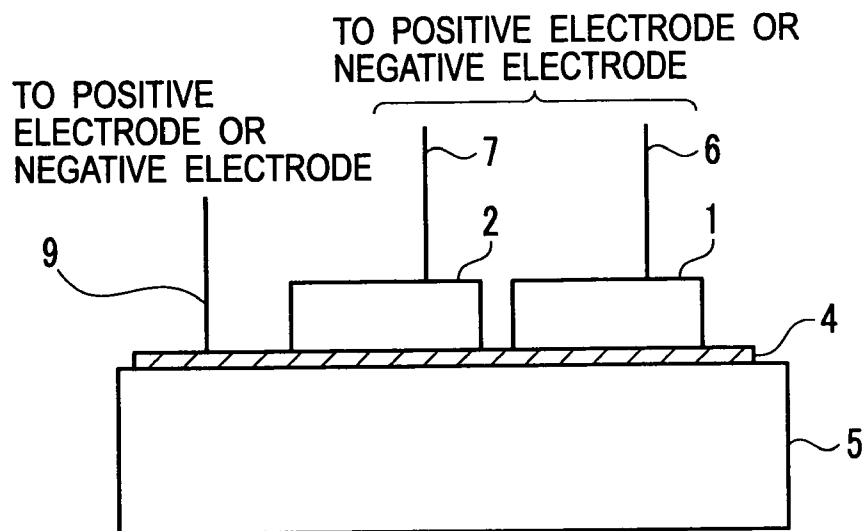 TO POSITIVE ELECTRODE OR
NEGATIVE ELECTRODE
TO POSITIVE
ELECTRODE OR
NEGATIVE ELECTRODE
7
6
9
2
1
4
5